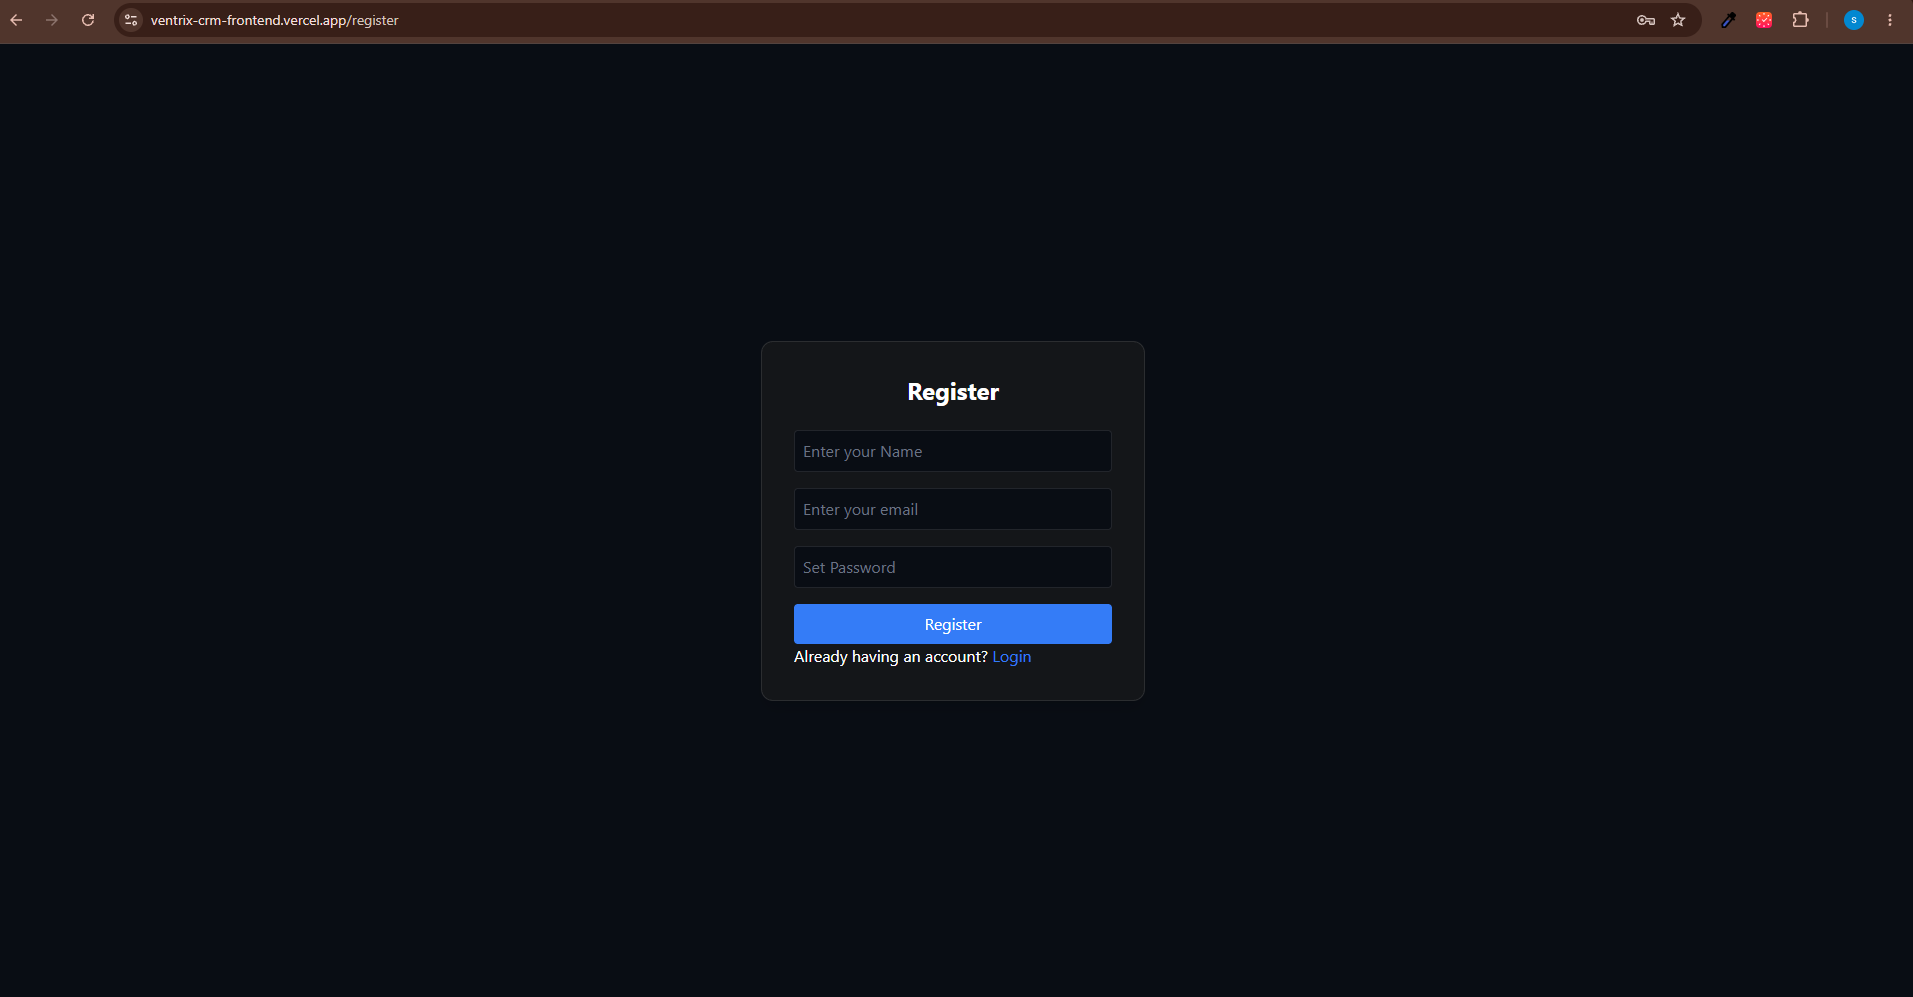 ventrix-crm-frontend.vercel.app/register
S
Register
Enter your Name
Enter your email
Set Password
Register
Already having an account? Login